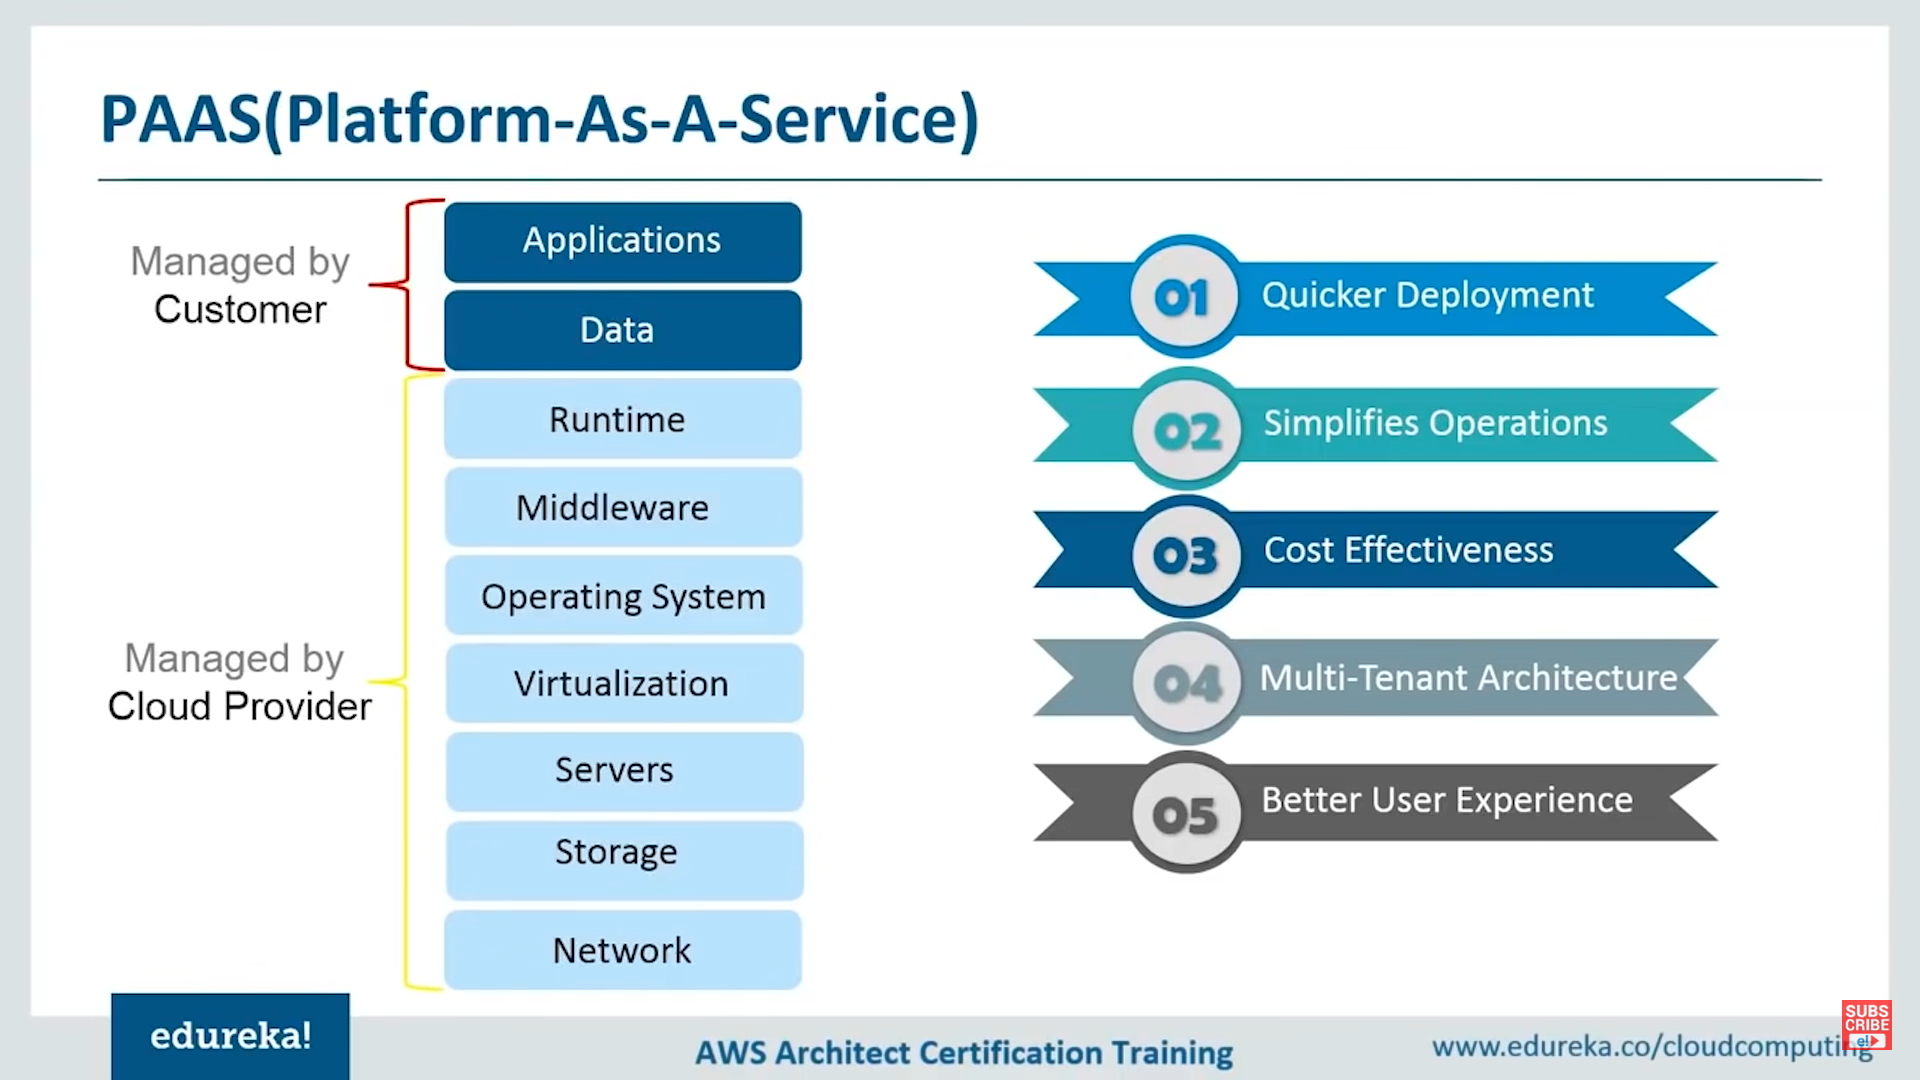 PAAS(Platform-As-A-Service)
Managed by
Customer
Applications
Data
Managed by
Cloud Provider
Runtime
Middleware
Operating System
Virtualization
Servers
Storage
Network
01 Quicker Deployment
02 Simplifies Operations
03 Cost Effectiveness
04 Multi-Tenant Architecture
05 Better User Experience
edureka!
AWS Architect Certification Training
www.edureka.co/cloudcomputing
SUBS
CRIBE
e!